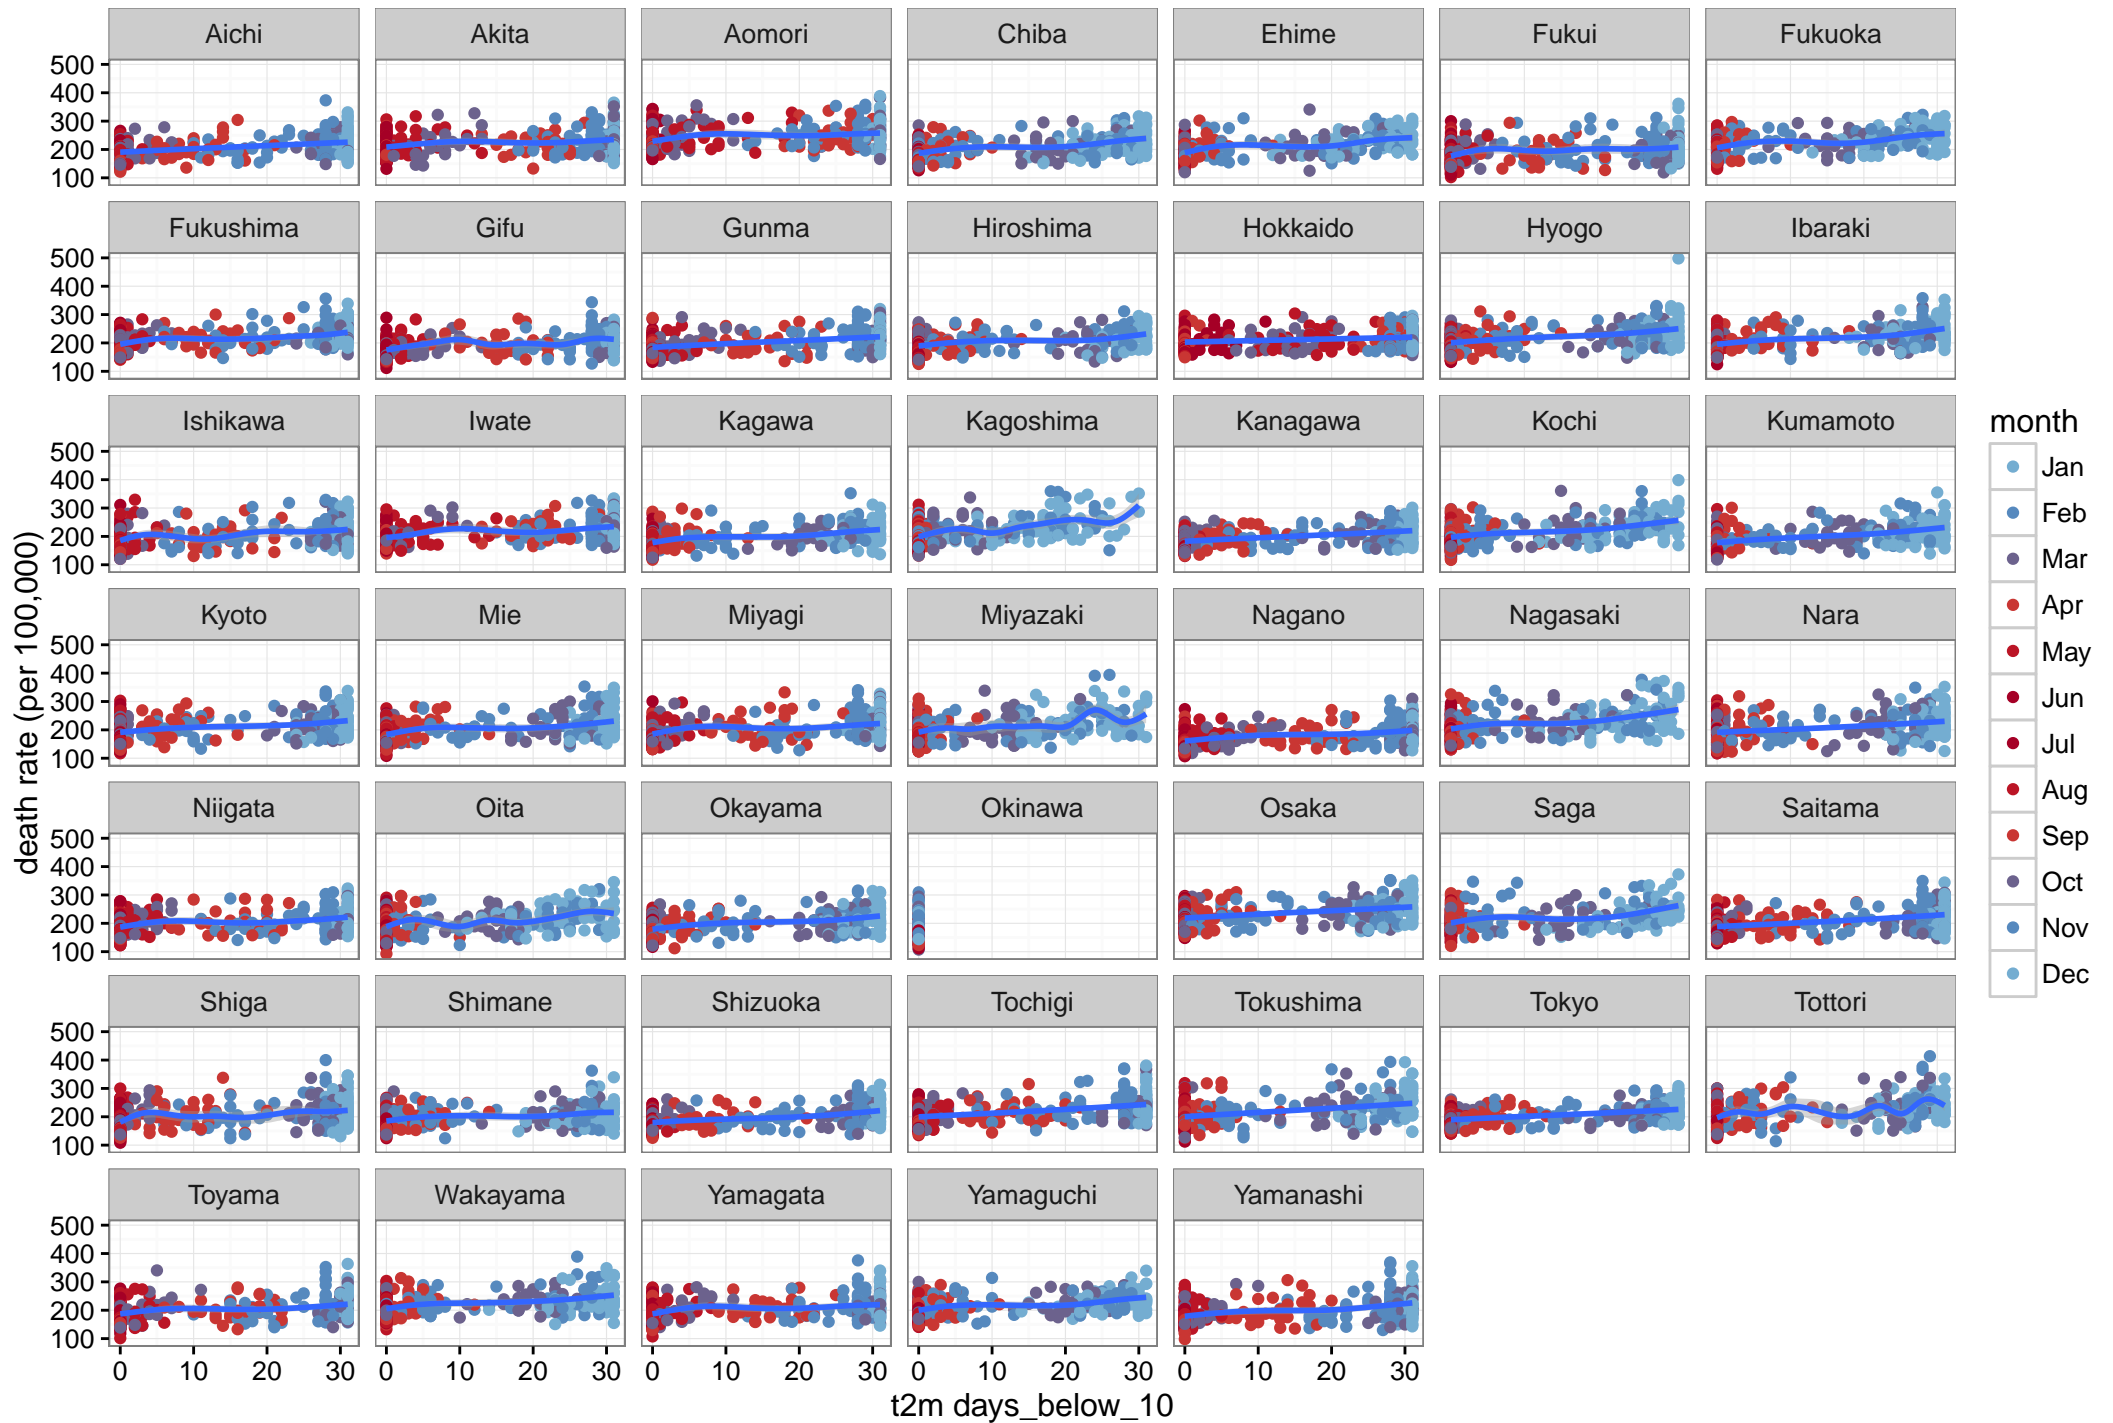 Aichi Akita Aomori Chiba Ehime Fukui Fukuoka
500
400
300
200
100
Fukushima Gifu Gunma Hiroshima Hokkaido Hyogo Ibaraki
500
400
300
200
100
Ishikawa Iwate Kagawa Kagoshima Kanagawa Kochi Kumamoto
500
400
300
200
100
Kyoto Mie Miyagi Miyazaki Nagano Nagasaki Nara
500
400
300
200
100
Niigata Oita Okayama Okinawa Osaka Saga Saitama
500
400
300
200
100
Shiga Shimane Shizuoka Tochigi Tokushima Tokyo Tottori
500
400
300
200
100
Toyama Wakayama Yamagata Yamaguchi Yamanashi
500
400
300
200
100
0 10 20 30 0 10 20 30 0 10 20 30 0 10 20 30 0 10 20 30
t2m days_below_10
death rate (per 100,000)
month
Jan
Feb
Mar
Apr
May
Jun
Jul
Aug
Sep
Oct
Nov
Dec